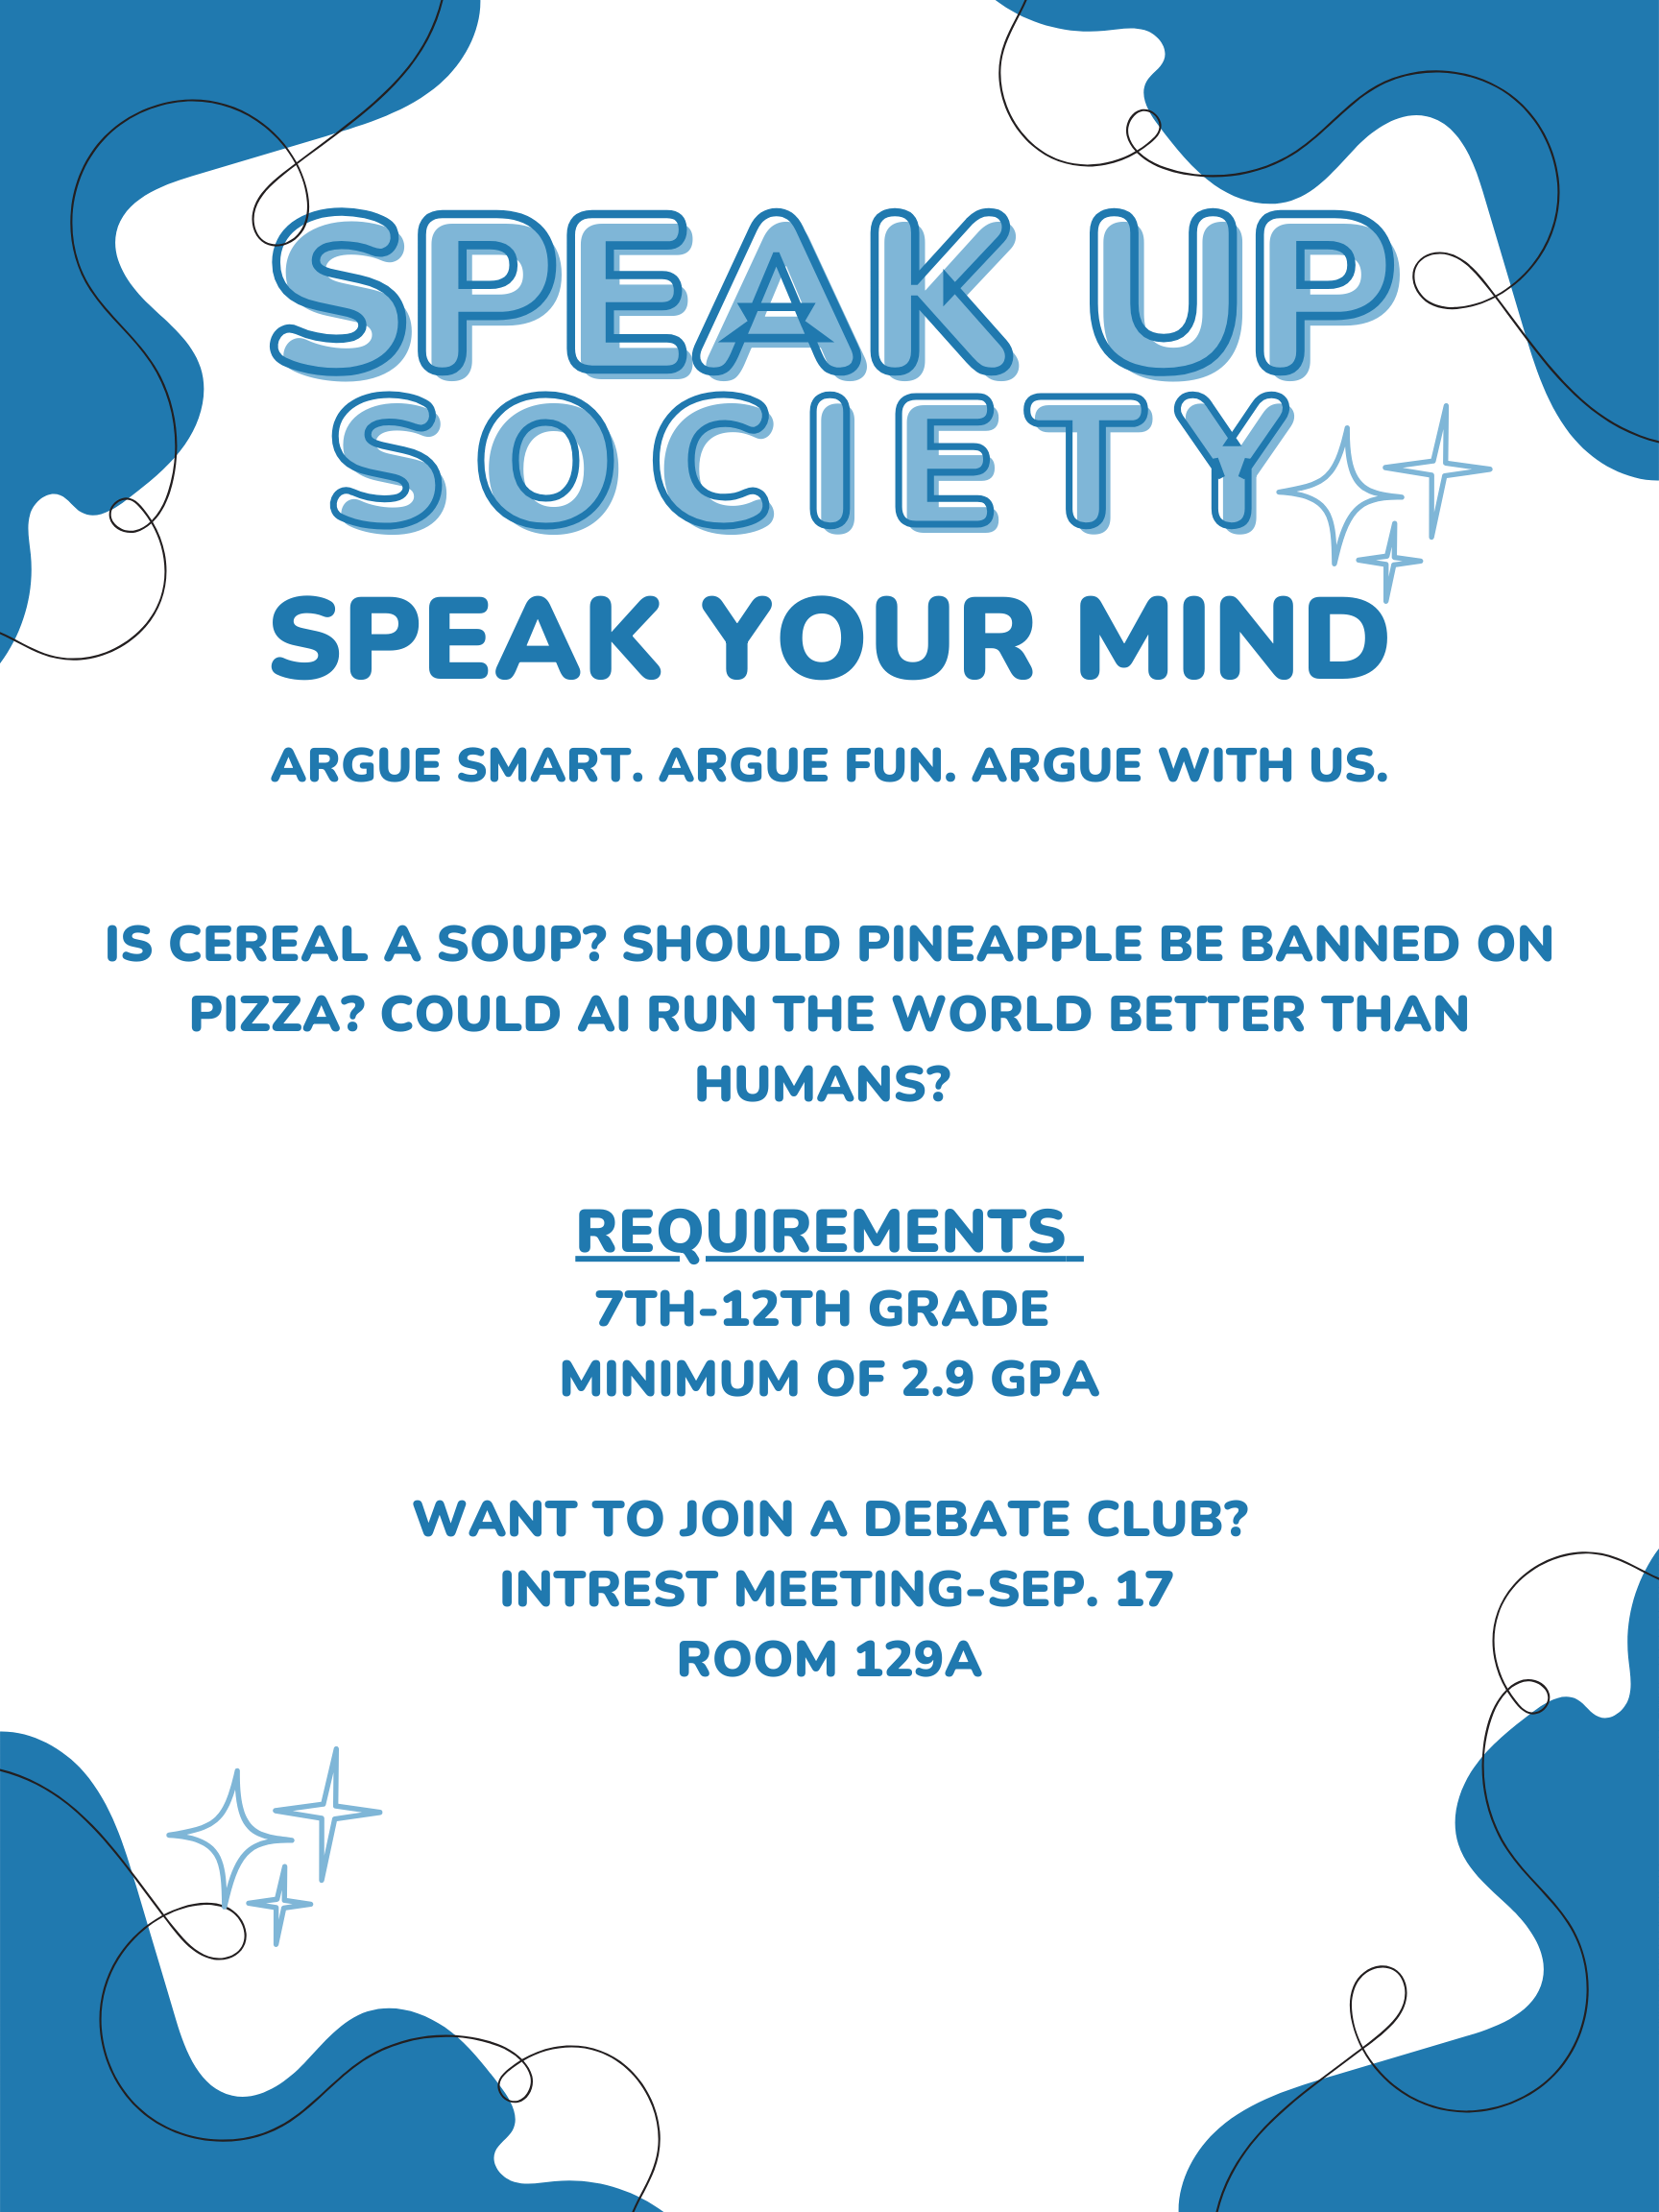 SPEAK UP
SOCIETY
SPEAK YOUR MIND
ARGUE SMART. ARGUE FUN. ARGUE WITH US.
IS CEREAL A SOUP? SHOULD PINEAPPLE BE BANNED ON
PIZZA? COULD AI RUN THE WORLD BETTER THAN
HUMANS?
REQUIREMENTS
7TH-12TH GRADE
MINIMUM OF 2.9 GPA
WANT TO JOIN A DEBATE CLUB?
INTREST MEETING-SEP. 17
ROOM 129A